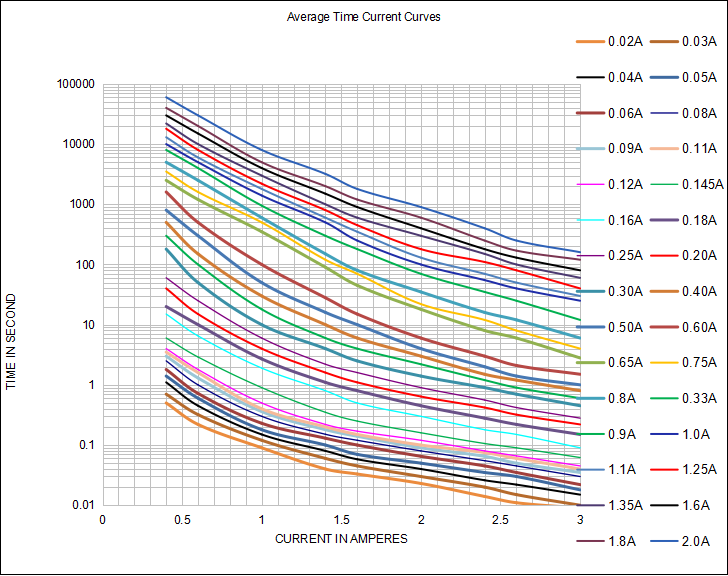 Average Time Current Curves
0.02A 0.03A
0.04A 0.05A
0.06A 0.08A
0.09A 0.11A
0.12A 0.145A
0.16A 0.18A
0.25A 0.20A
0.30A 0.40A
0.50A 0.60A
0.65A 0.75A
0.8A 0.33A
0.9A 1.0A
1.1A 1.25A
1.35A 1.6A
1.8A 2.0A
100000
10000
1000
100
10
1
0.1
0.01
TIME IN SECOND
0 0.5 1 1.5 2 2.5 3
CURRENT IN AMPERES